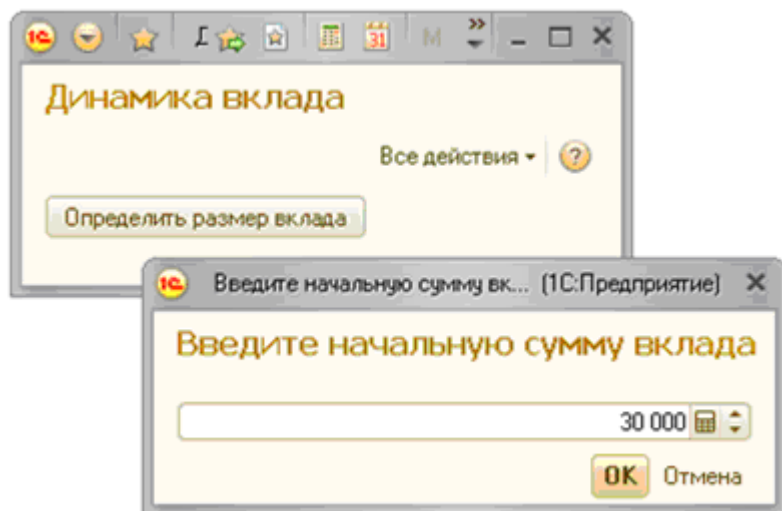 1С
31
M
Динамика вклада
Все действия
?
Определить размер вклада
1С Введите начальную сумму вк... (1С:Предприятие)
Введите начальную сумму вклада
30 000
ОК Отмена